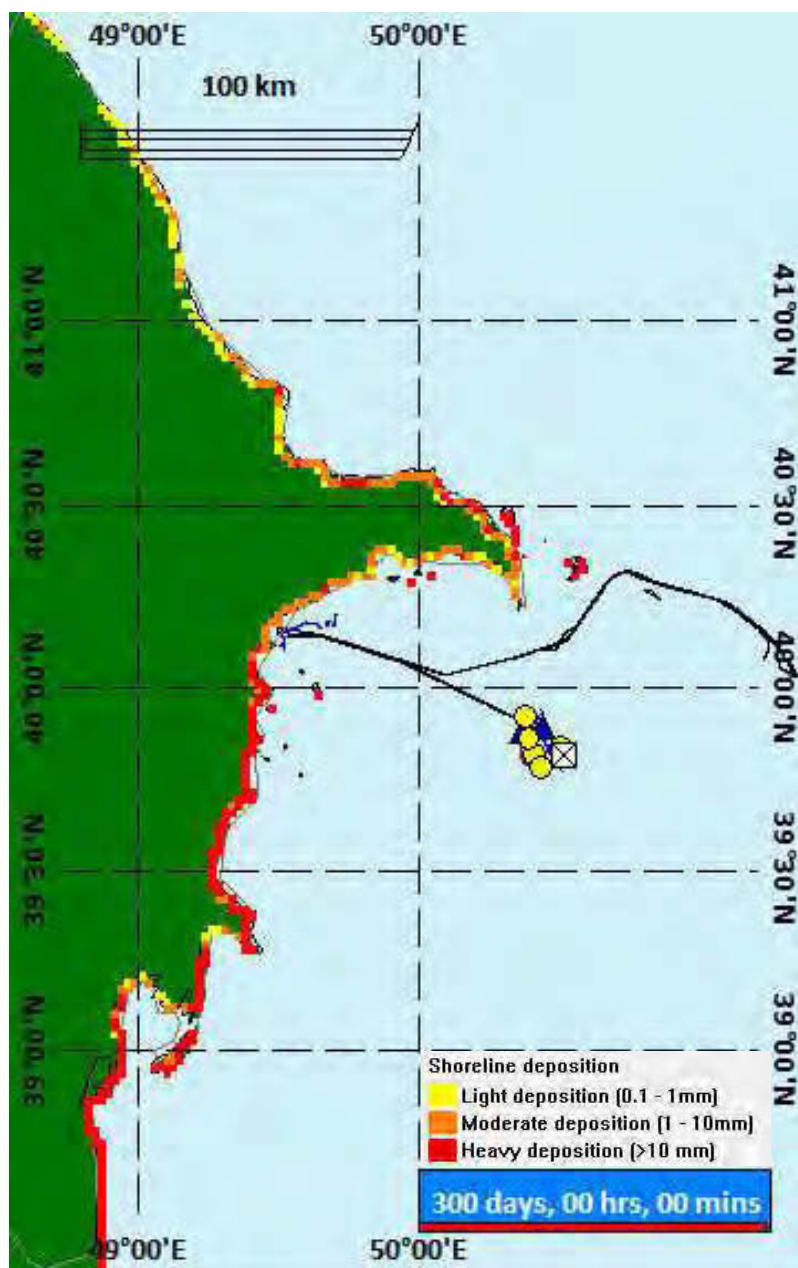 49°00'E 50°00'E
100 km
41°00'N 41°00'N
40°30'N 40°30'N
40°00'N 40°00'N
39°30'N 39°30'N
39°00'N 39°00'N
Shoreline deposition
Light deposition (0.1 - 1mm)
Moderate deposition (1 - 10mm)
Heavy deposition (>10 mm)
300 days, 00 hrs, 00 mins
49°00'E 50°00'E